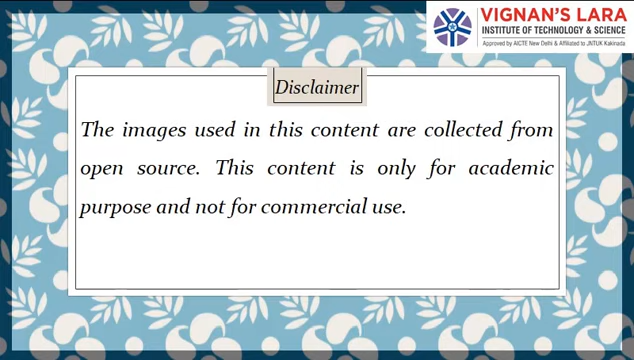 VIGNAN'S LARA
INSTITUTE OF TECHNOLOGY & SCIENCE
Approved by AICTE New Delhi & Affiliated to JNTUK Kakinada
Disclaimer
The images used in this content are collected from
open source. This content is only for academic
purpose and not for commercial use.